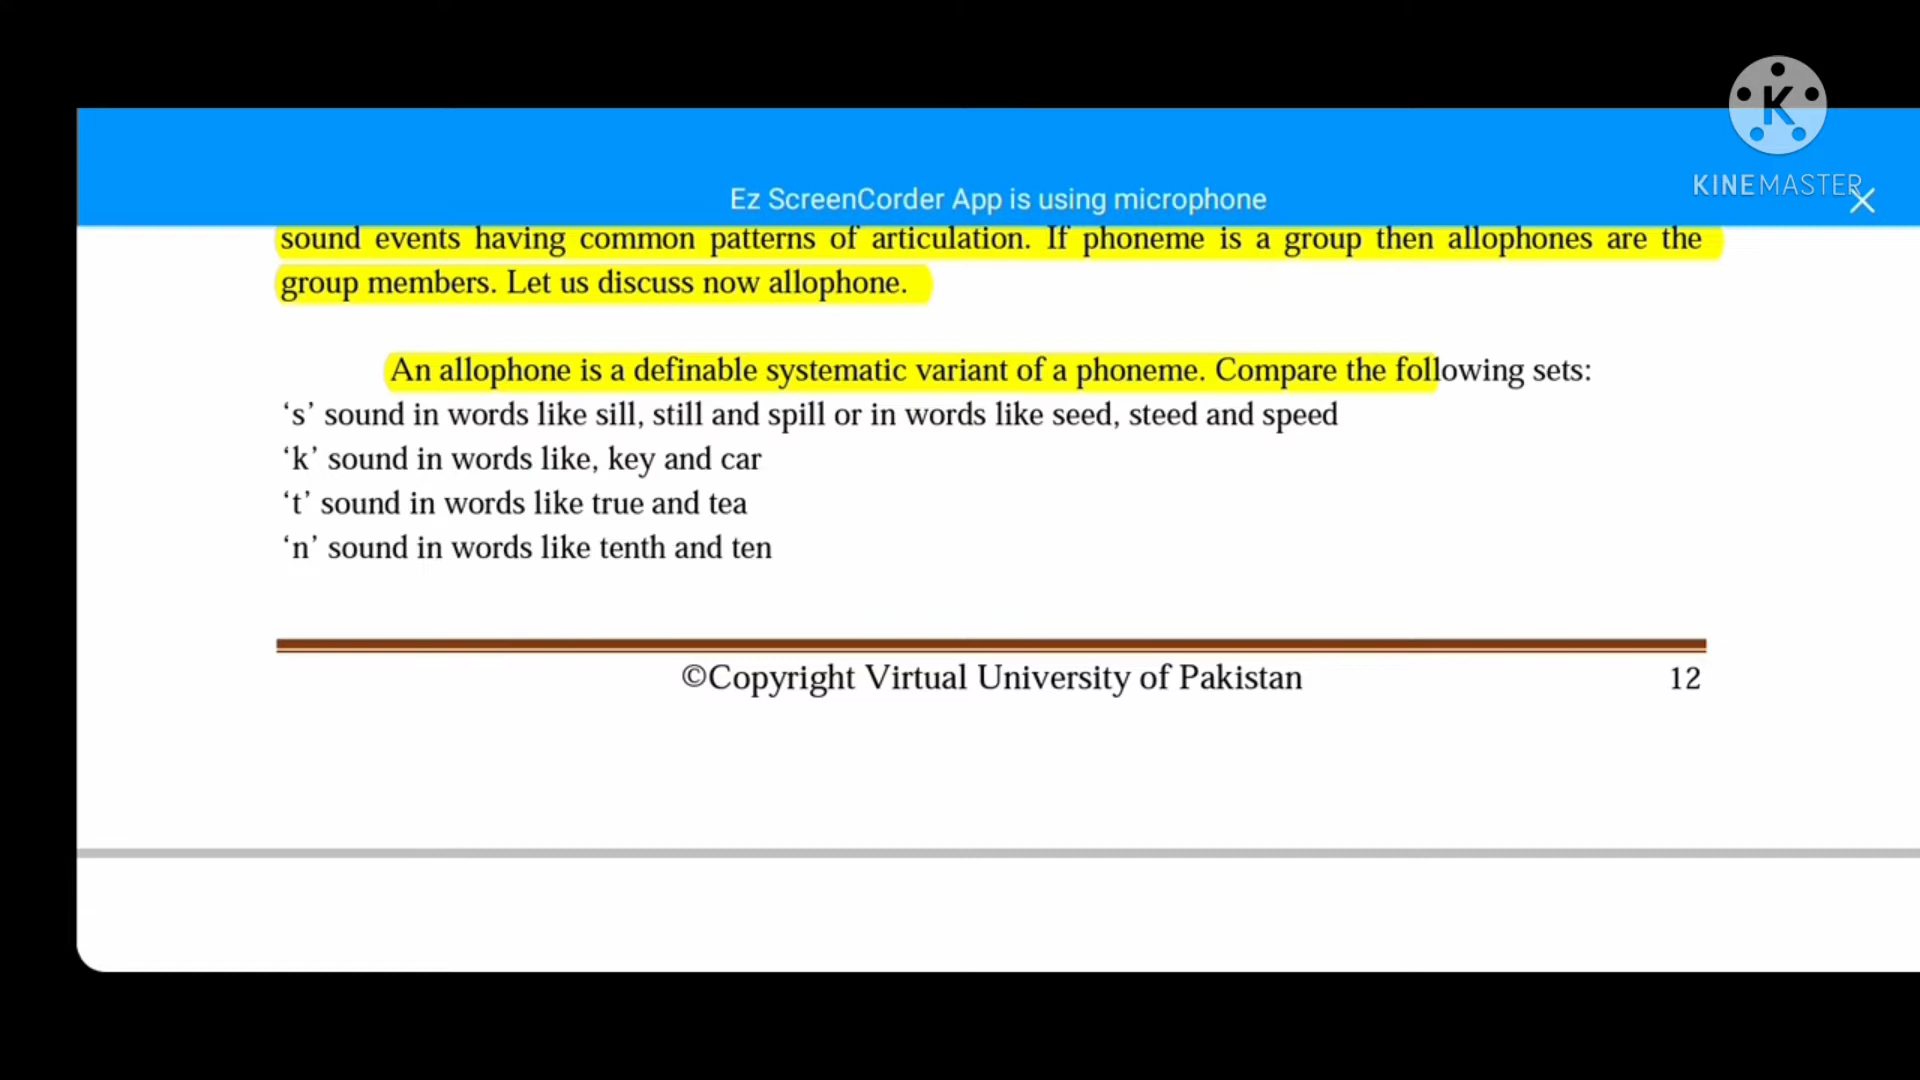 K
KINEMASTER
Ez ScreenCorder App is using microphone
sound events having common patterns of articulation. If phoneme is a group then allophones are the
group members. Let us discuss now allophone.
An allophone is a definable systematic variant of a phoneme. Compare the following sets:
‘s’ sound in words like sill, still and spill or in words like seed, steed and speed
‘k’ sound in words like, key and car
‘t’ sound in words like true and tea
‘n’ sound in words like tenth and ten
©Copyright Virtual University of Pakistan 12